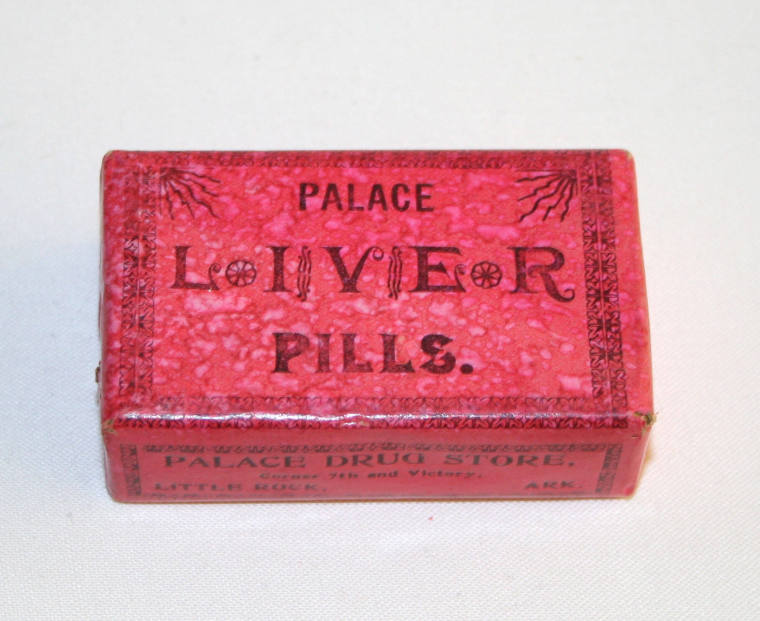 PALACE
LIVER
PILLS.
PALACE DRUG STORE,
Corner 7th and Victory,
LITTLE ROCK, ARK.